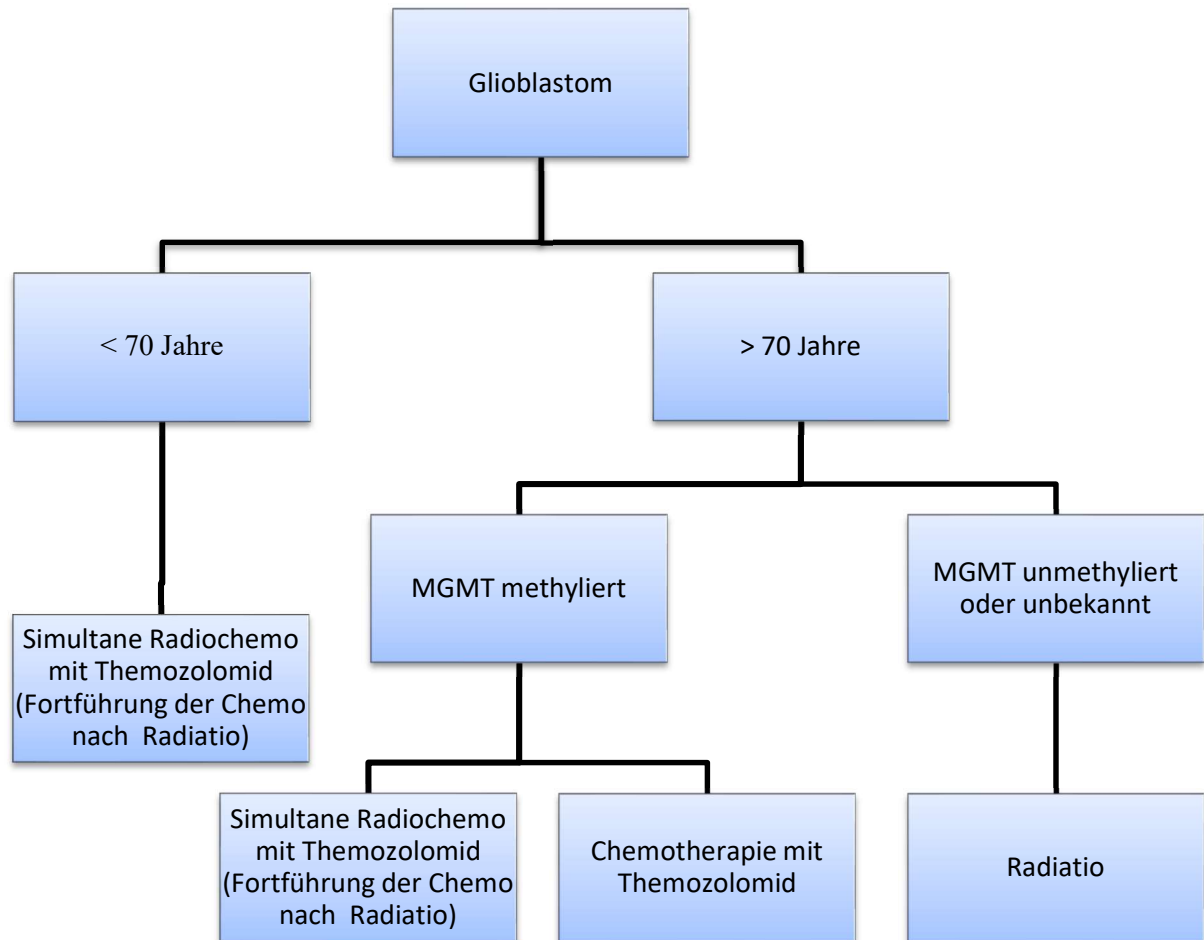 Glioblastom
< 70 Jahre
> 70 Jahre
MGMT methyliert
MGMT unmethyliert
oder unbekannt
Simultane Radiochemo
mit Themozolomid
(Fortführung der Chemo
nach Radiatio)
Simultane Radiochemo
mit Themozolomid
(Fortführung der Chemo
nach Radiatio)
Chemotherapie mit
Themozolomid
Radiatio